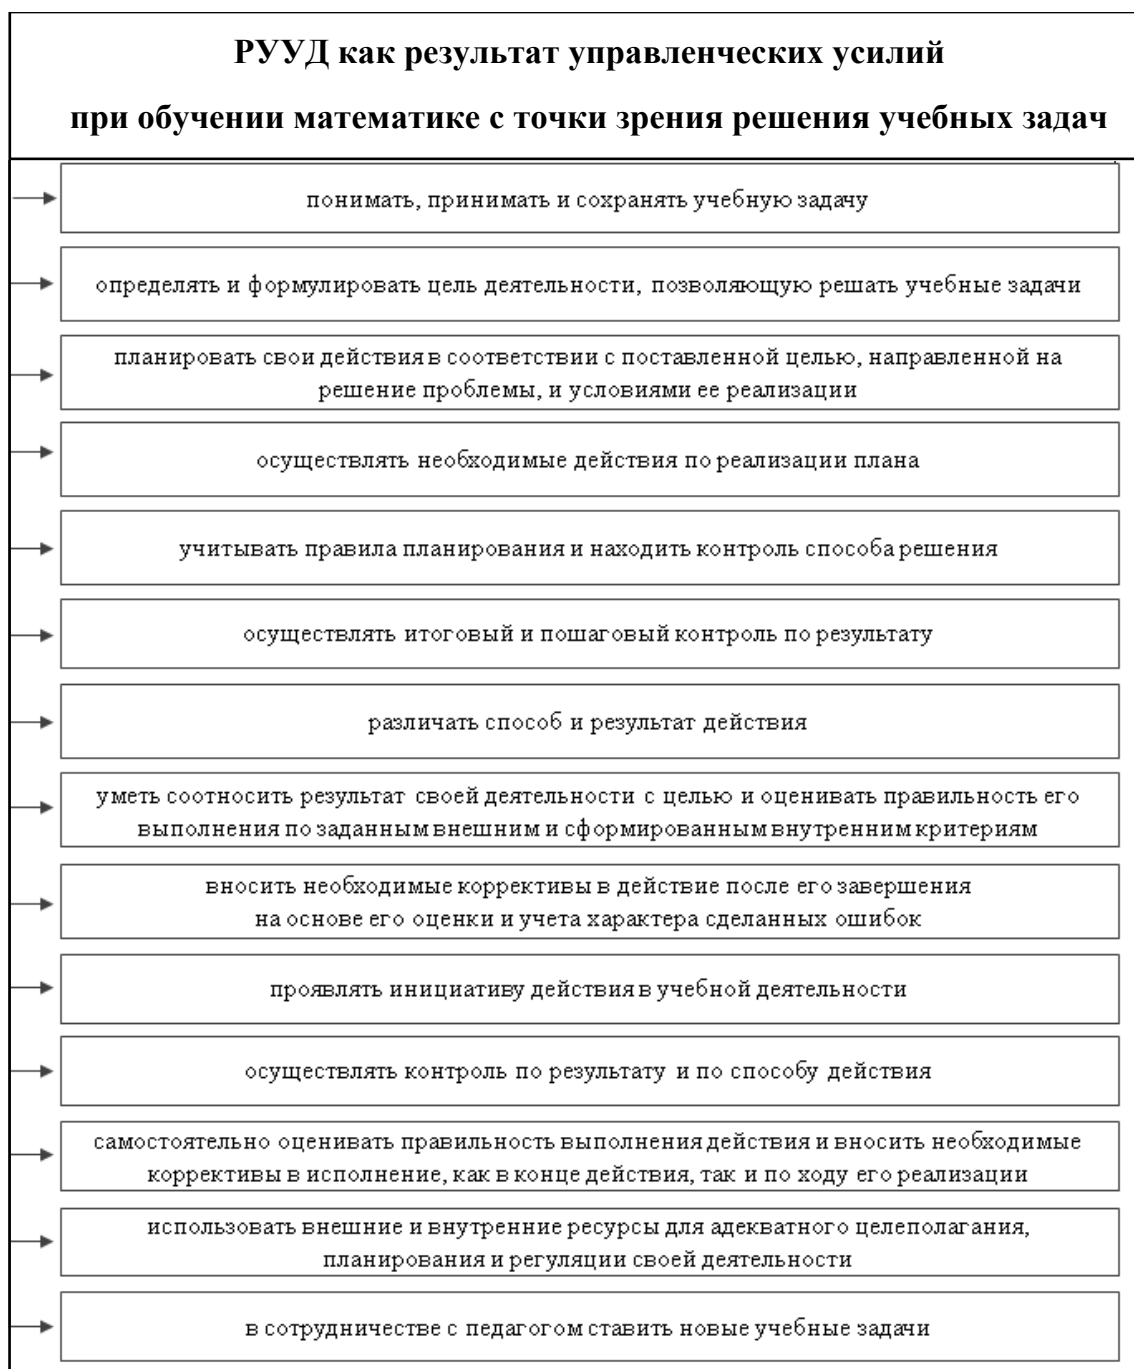 РУУД как результат управленческих усилий
при обучении математике с точки зрения решения учебных задач
понимать, принимать и сохранять учебную задачу
определять и формулировать цель деятельности, позволяющую решать учебные задачи
планировать свои действия в соответствии с поставленной целью, направленной на
решение проблемы, и условиями ее реализации
осуществлять необходимые действия по реализации плана
учитывать правила планирования и находить контроль способа решения
осуществлять итоговый и пошаговый контроль по результату
различать способ и результат действия
уметь соотносить результат своей деятельности с целью и оценивать правильность его
выполнения по заданным внешним и сформированным внутренним критериям
вносить необходимые коррективы в действие после его завершения
на основе его оценки и учета характера сделанных ошибок
проявлять инициативу действия в учебной деятельности
осуществлять контроль по результату и по способу действия
самостоятельно оценивать правильность выполнения действия и вносить необходимые
коррективы в исполнение, как в конце действия, так и по ходу его реализации
использовать внешние и внутренние ресурсы для адекватного целеполагания,
планирования и регуляции своей деятельности
в сотрудничестве с педагогом ставить новые учебные задачи